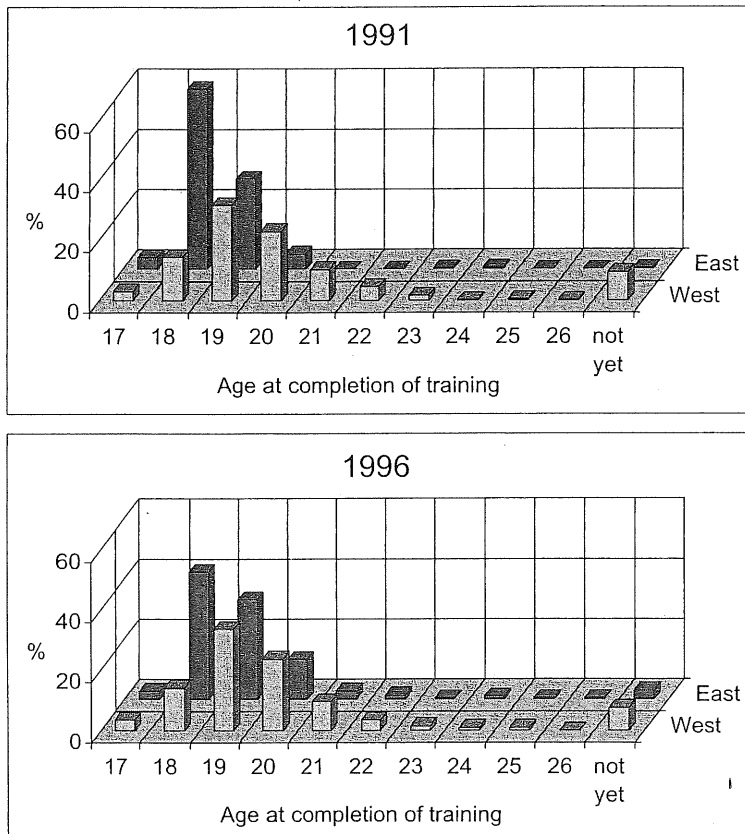 1991
60
40
%
20
East
West
0
17 18 19 20 21 22 23 24 25 26 not
yet
Age at completion of training
1996
60
40
%
20
East
West
0
17 18 19 20 21 22 23 24 25 26 not
yet
Age at completion of training